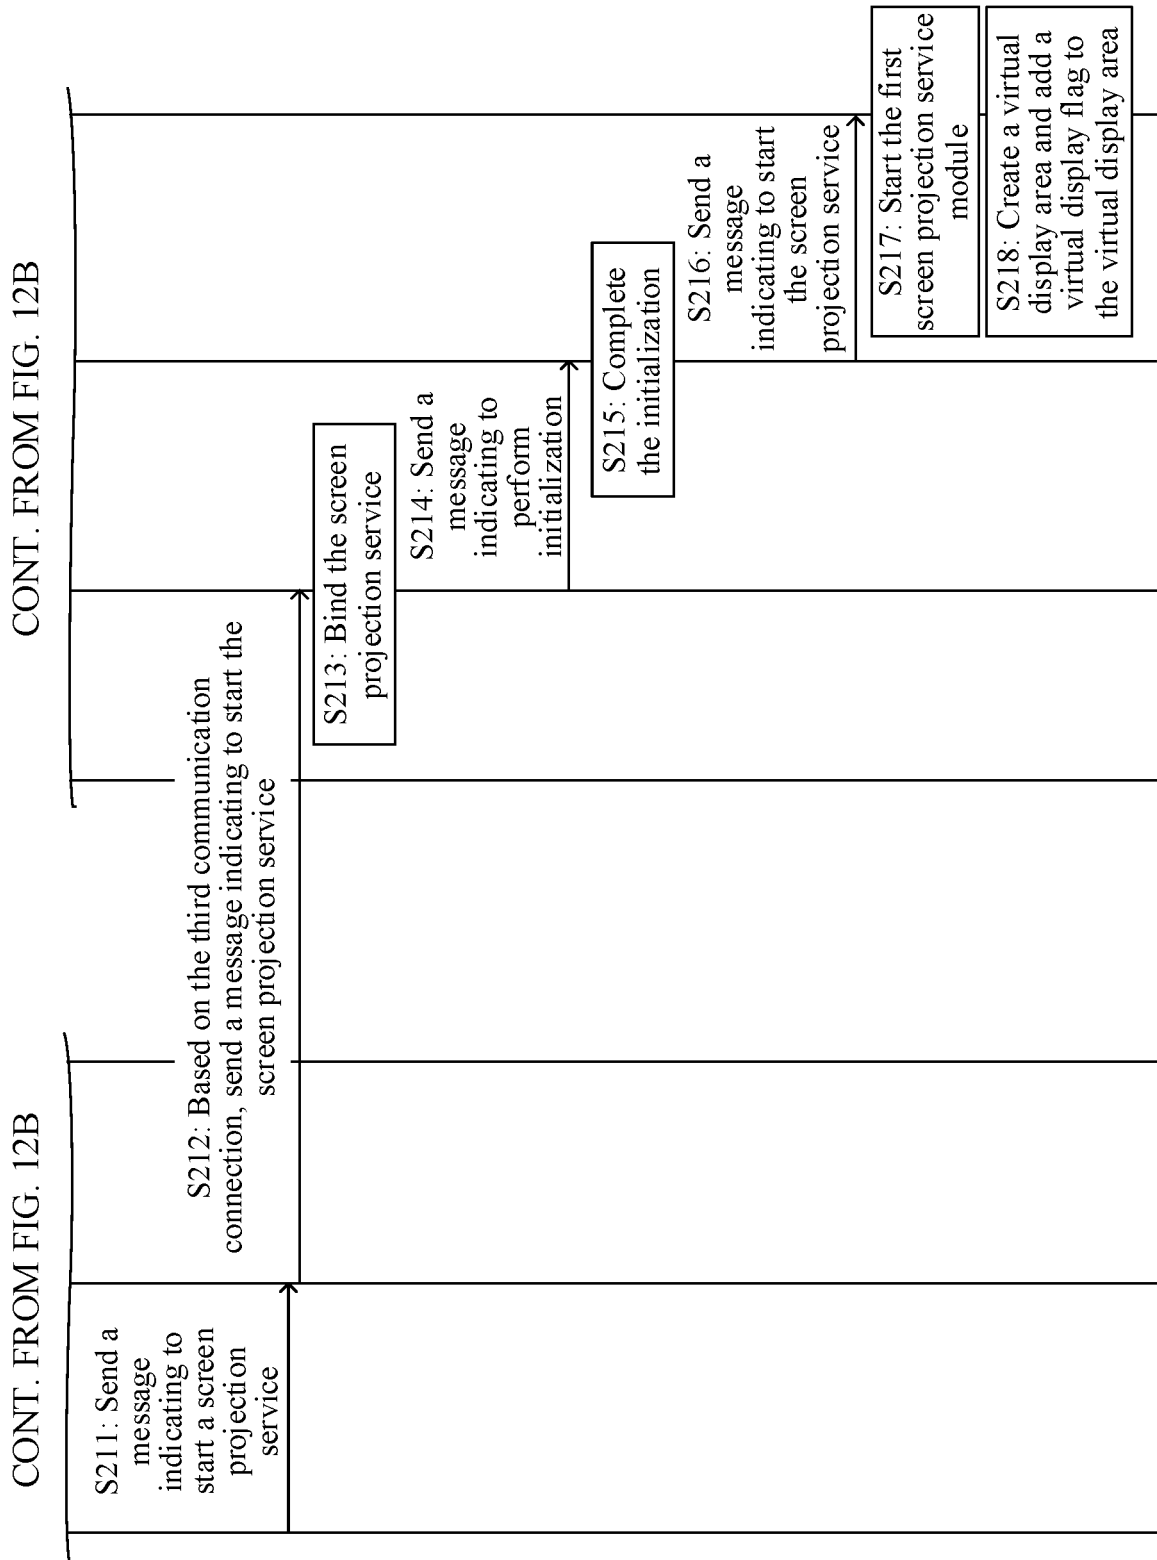 CONT. FROM FIG. 12B
CONT. FROM FIG. 12B
S211: Send a
message
indicating to
start a screen
projection
service
S212: Based on the third communication
connection, send a message indicating to start the
screen projection service
S213: Bind the screen
projection service
S214: Send a
message
indicating to
perform
initialization
S215: Complete
the initialization
S216: Send a
message
indicating to start
the screen
projection service
S217: Start the first
screen projection service
module
S218: Create a virtual
display area and add a
virtual display flag to
the virtual display area